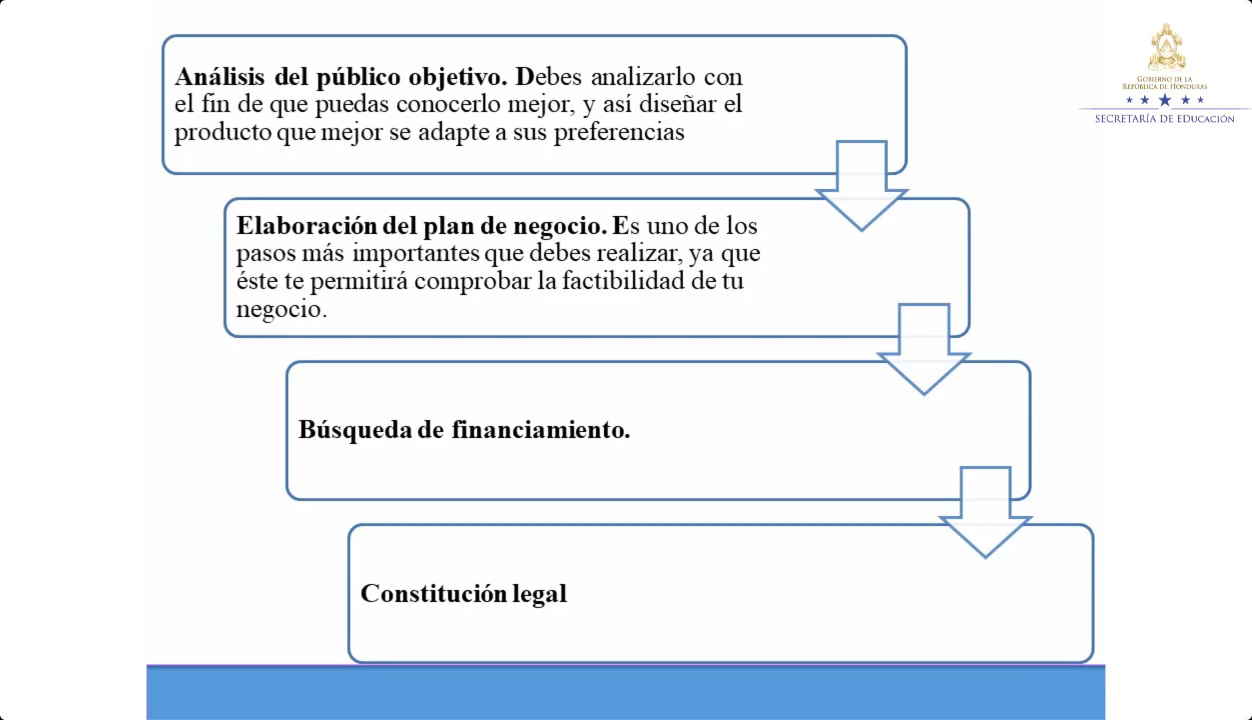 Análisis del público objetivo. Debes analizarlo con
el fin de que puedas conocerlo mejor, y así diseñar el
producto que mejor se adapte a sus preferencias
Elaboración del plan de negocio. Es uno de los
pasos más importantes que debes realizar, ya que
éste te permitirá comprobar la factibilidad de tu
negocio.
Búsqueda de financiamiento.
Constitución legal
GOBIERNO DE LA
REPÚBLICA DE HONDURAS
SECRETARÍA DE EDUCACIÓN